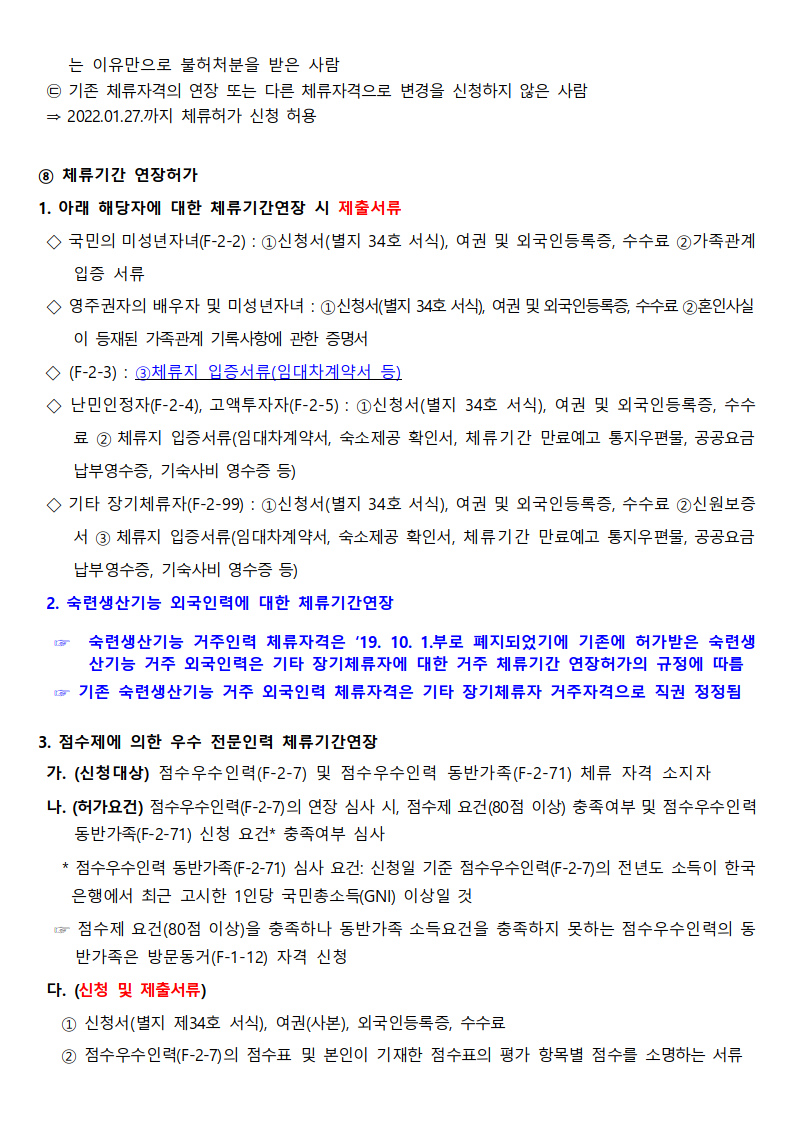 는 이유만으로 불허처분을 받은 사람
㉢ 기존 체류자격의 연장 또는 다른 체류자격으로 변경을 신청하지 않은 사람
⇒ 2022.01.27.까지 체류허가 신청 허용
⑧ 체류기간 연장허가
1. 아래 해당자에 대한 체류기간연장 시 제출서류
◇ 국민의 미성년자녀(F-2-2) : ①신청서(별지 34호 서식), 여권 및 외국인등록증, 수수료 ②가족관계
입증 서류
◇ 영주권자의 배우자 및 미성년자녀 : ①신청서(별지 34호 서식), 여권 및 외국인등록증, 수수료 ②혼인사실
이 등재된 가족관계 기록사항에 관한 증명서
◇ (F-2-3) : ③체류지 입증서류(임대차계약서 등)
◇ 난민인정자(F-2-4), 고액투자자(F-2-5) : ①신청서(별지 34호 서식), 여권 및 외국인등록증, 수수
료 ② 체류지 입증서류(임대차계약서, 숙소제공 확인서, 체류기간 만료예고 통지우편물, 공공요금
납부영수증, 기숙사비 영수증 등)
◇ 기타 장기체류자(F-2-99) : ①신청서(별지 34호 서식), 여권 및 외국인등록증, 수수료 ②신원보증
서 ③ 체류지 입증서류(임대차계약서, 숙소제공 확인서, 체류기간 만료예고 통지우편물, 공공요금
납부영수증, 기숙사비 영수증 등)
2. 숙련생산기능 외국인력에 대한 체류기간연장
☞ 숙련생산기능 거주인력 체류자격은 ‘19. 10. 1.부로 폐지되었기에 기존에 허가받은 숙련생
산기능 거주 외국인력은 기타 장기체류자에 대한 거주 체류기간 연장허가의 규정에 따름
☞ 기존 숙련생산기능 거주 외국인력 체류자격은 기타 장기체류자 거주자격으로 직권 정정됨
3. 점수제에 의한 우수 전문인력 체류기간연장
가. (신청대상) 점수우수인력(F-2-7) 및 점수우수인력 동반가족(F-2-71) 체류 자격 소지자
나. (허가요건) 점수우수인력(F-2-7)의 연장 심사 시, 점수제 요건(80점 이상) 충족여부 및 점수우수인력
동반가족(F-2-71) 신청 요건* 충족여부 심사
* 점수우수인력 동반가족(F-2-71) 심사 요건: 신청일 기준 점수우수인력(F-2-7)의 전년도 소득이 한국
은행에서 최근 고시한 1인당 국민총소득(GNI) 이상일 것
☞ 점수제 요건(80점 이상)을 충족하나 동반가족 소득요건을 충족하지 못하는 점수우수인력의 동
반가족은 방문동거(F-1-12) 자격 신청
다. (신청 및 제출서류)
① 신청서(별지 제34호 서식), 여권(사본), 외국인등록증, 수수료
② 점수우수인력(F-2-7)의 점수표 및 본인이 기재한 점수표의 평가 항목별 점수를 소명하는 서류